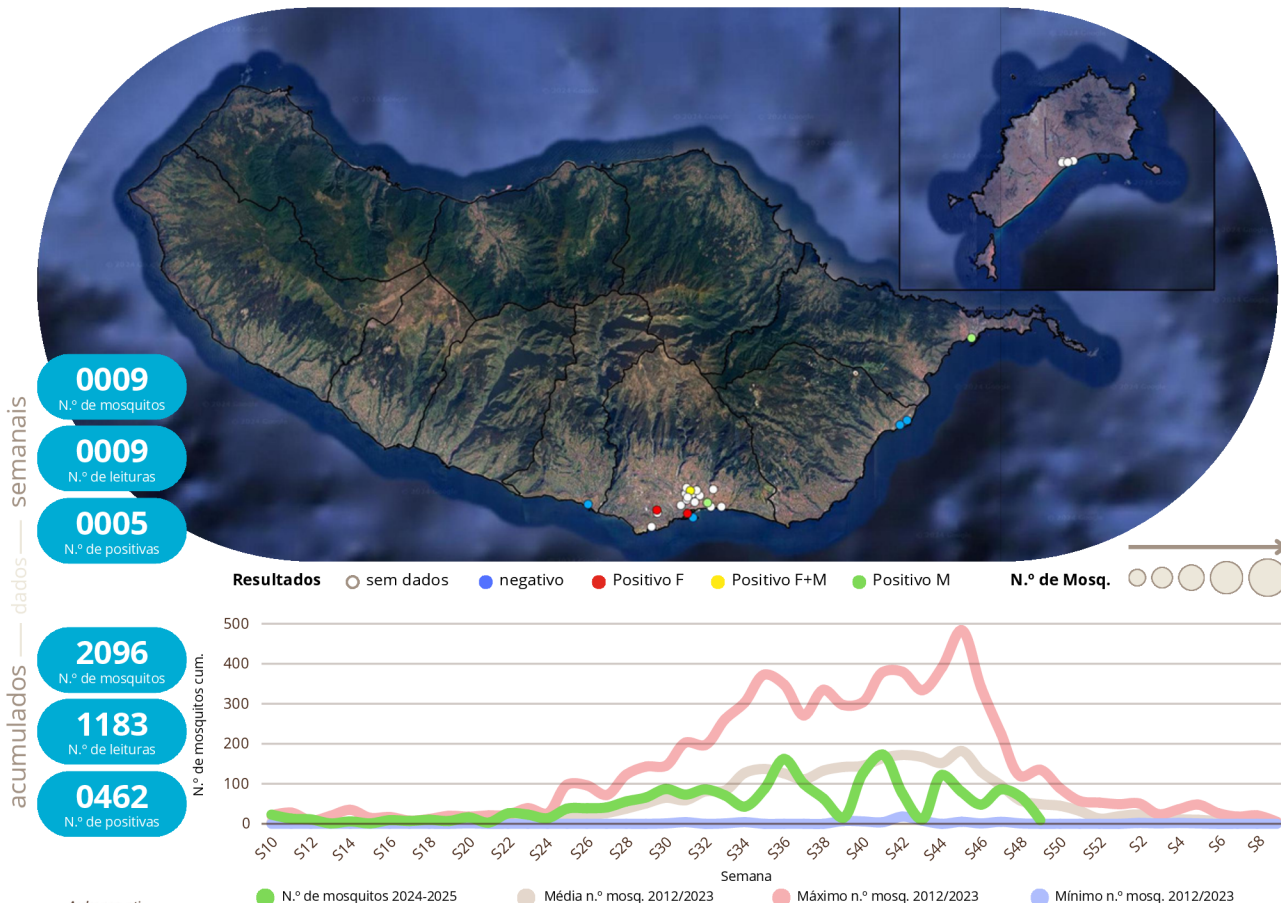 semanais
dados
acumulados
0009
N.º de mosquitos
0009
N.º de leituras
0005
N.º de positivas
Resultados sem dados negativo Positivo F Positivo F+M Positivo M N.º de Mosq.
2096
N.º de mosquitos
1183
N.º de leituras
0462
N.º de positivas
N.º de mosquitos cum.
500
400
300
200
100
0
S10 S12 S14 S16 S18 S20 S22 S24 S26 S28 S30 S32 S34 S36 S38 S40 S42 S44 S46 S48 S50 S52 S2 S4 S6 S8
Semana
N.º de mosquitos 2024-2025 Média n.º mosq. 2012/2023 Máximo n.º mosq. 2012/2023 Mínimo n.º mosq. 2012/2023